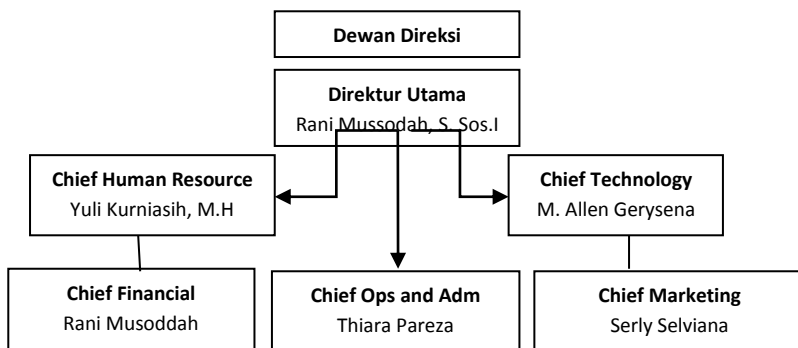 Dewan Direksi
Direktur Utama
Rani Mussodah, S. Sos.I
Chief Human Resource
Yuli Kurniasih, M.H
Chief Technology
M. Allen Gerysena
Chief Financial
Rani Musoddah
Chief Ops and Adm
Thiara Pareza
Chief Marketing
Serly Selviana